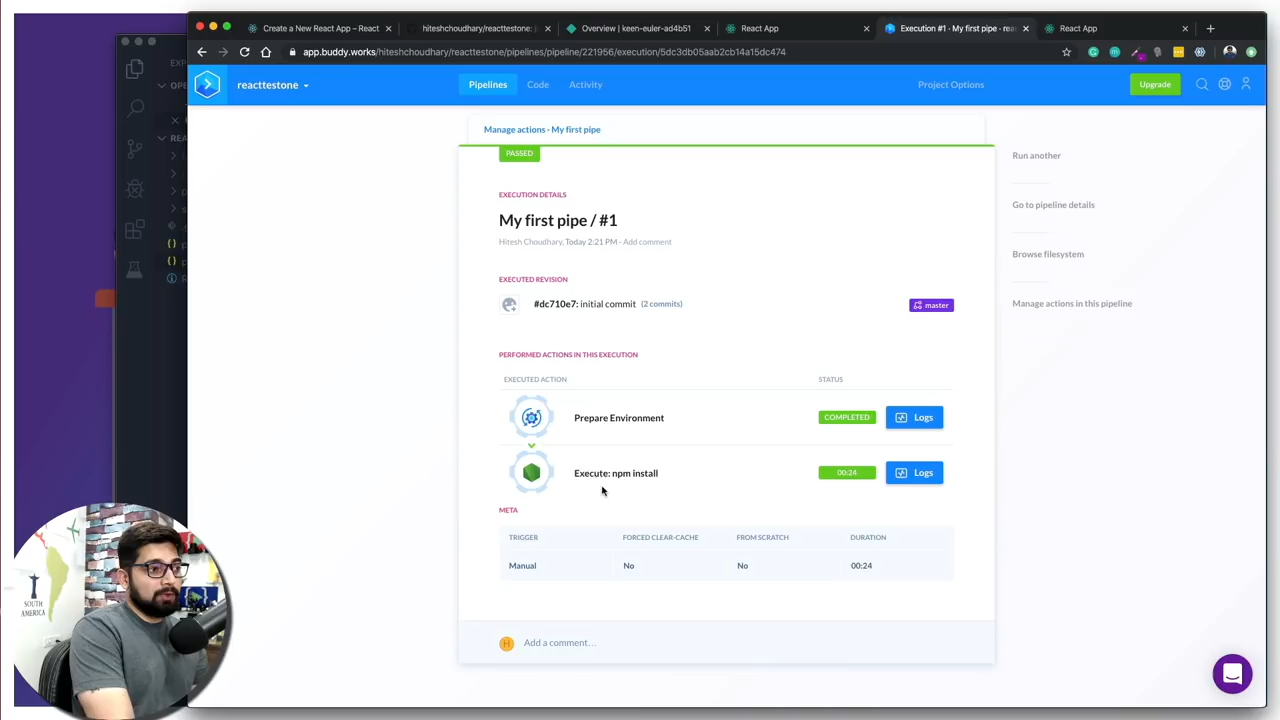 Create a New React App – React
hiteshchoudhary/reacttestone:
Overview | keen-euler-ad4b51
React App
Execution #1 · My first pipe · rea
React App
app.buddy.works/hiteshchoudhary/reacttestone/pipelines/pipeline/221956/execution/5dc3db05aab2cb14a15dc474
EXP
OPE
REA
reacttestone
Pipelines
Code
Activity
Project Options
Upgrade
Manage actions - My first pipe
PASSED
EXECUTION DETAILS
My first pipe / #1
Hitesh Choudhary, Today 2:21 PM - Add comment
EXECUTED REVISION
#dc710e7: initial commit (2 commits)
master
PERFORMED ACTIONS IN THIS EXECUTION
EXECUTED ACTION STATUS
Prepare Environment COMPLETED Logs
Execute: npm install 00:24 Logs
META
TRIGGER FORCED CLEAR-CACHE FROM SCRATCH DURATION
Manual No No 00:24
H Add a comment…
Run another
Go to pipeline details
Browse filesystem
Manage actions in this pipeline
SOUTH
AMERICA